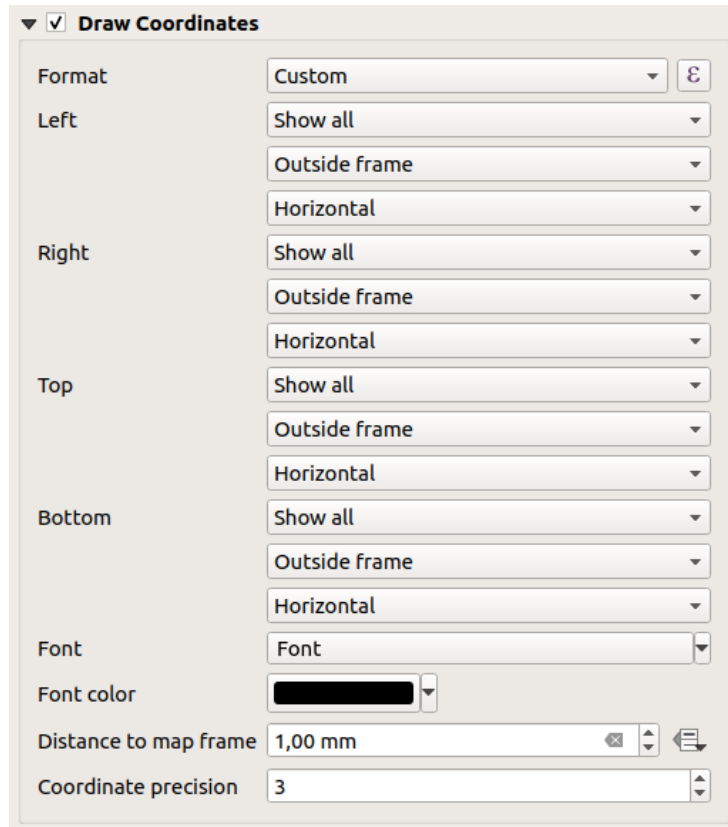 Draw Coordinates
Format Custom ε
Left Show all
Outside frame
Horizontal
Right Show all
Outside frame
Horizontal
Top Show all
Outside frame
Horizontal
Bottom Show all
Outside frame
Horizontal
Font Font
Font color
Distance to map frame 1,00 mm
Coordinate precision 3